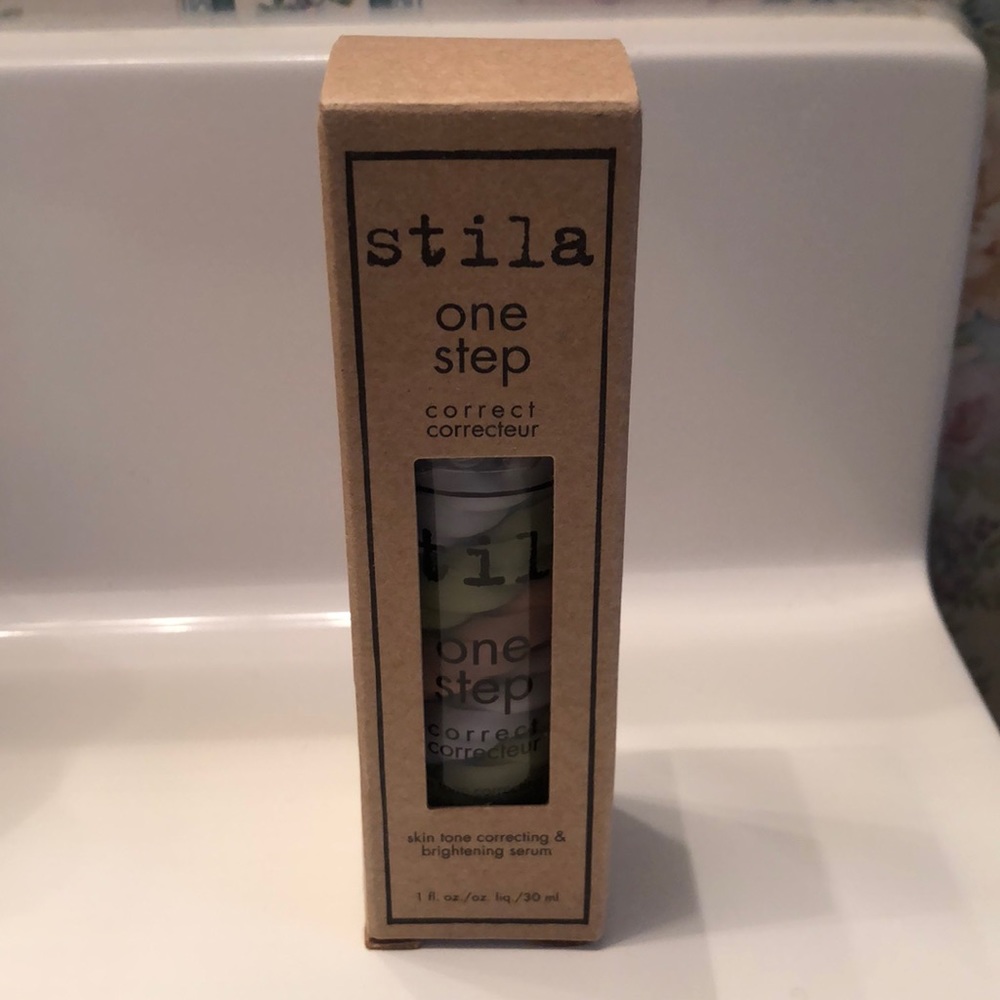 stila
one
step
correct
correcteur
til
one
step
correct
correcteur
skin tone correcting &
brightening serum
1 fl. oz./oz. liq./30 ml